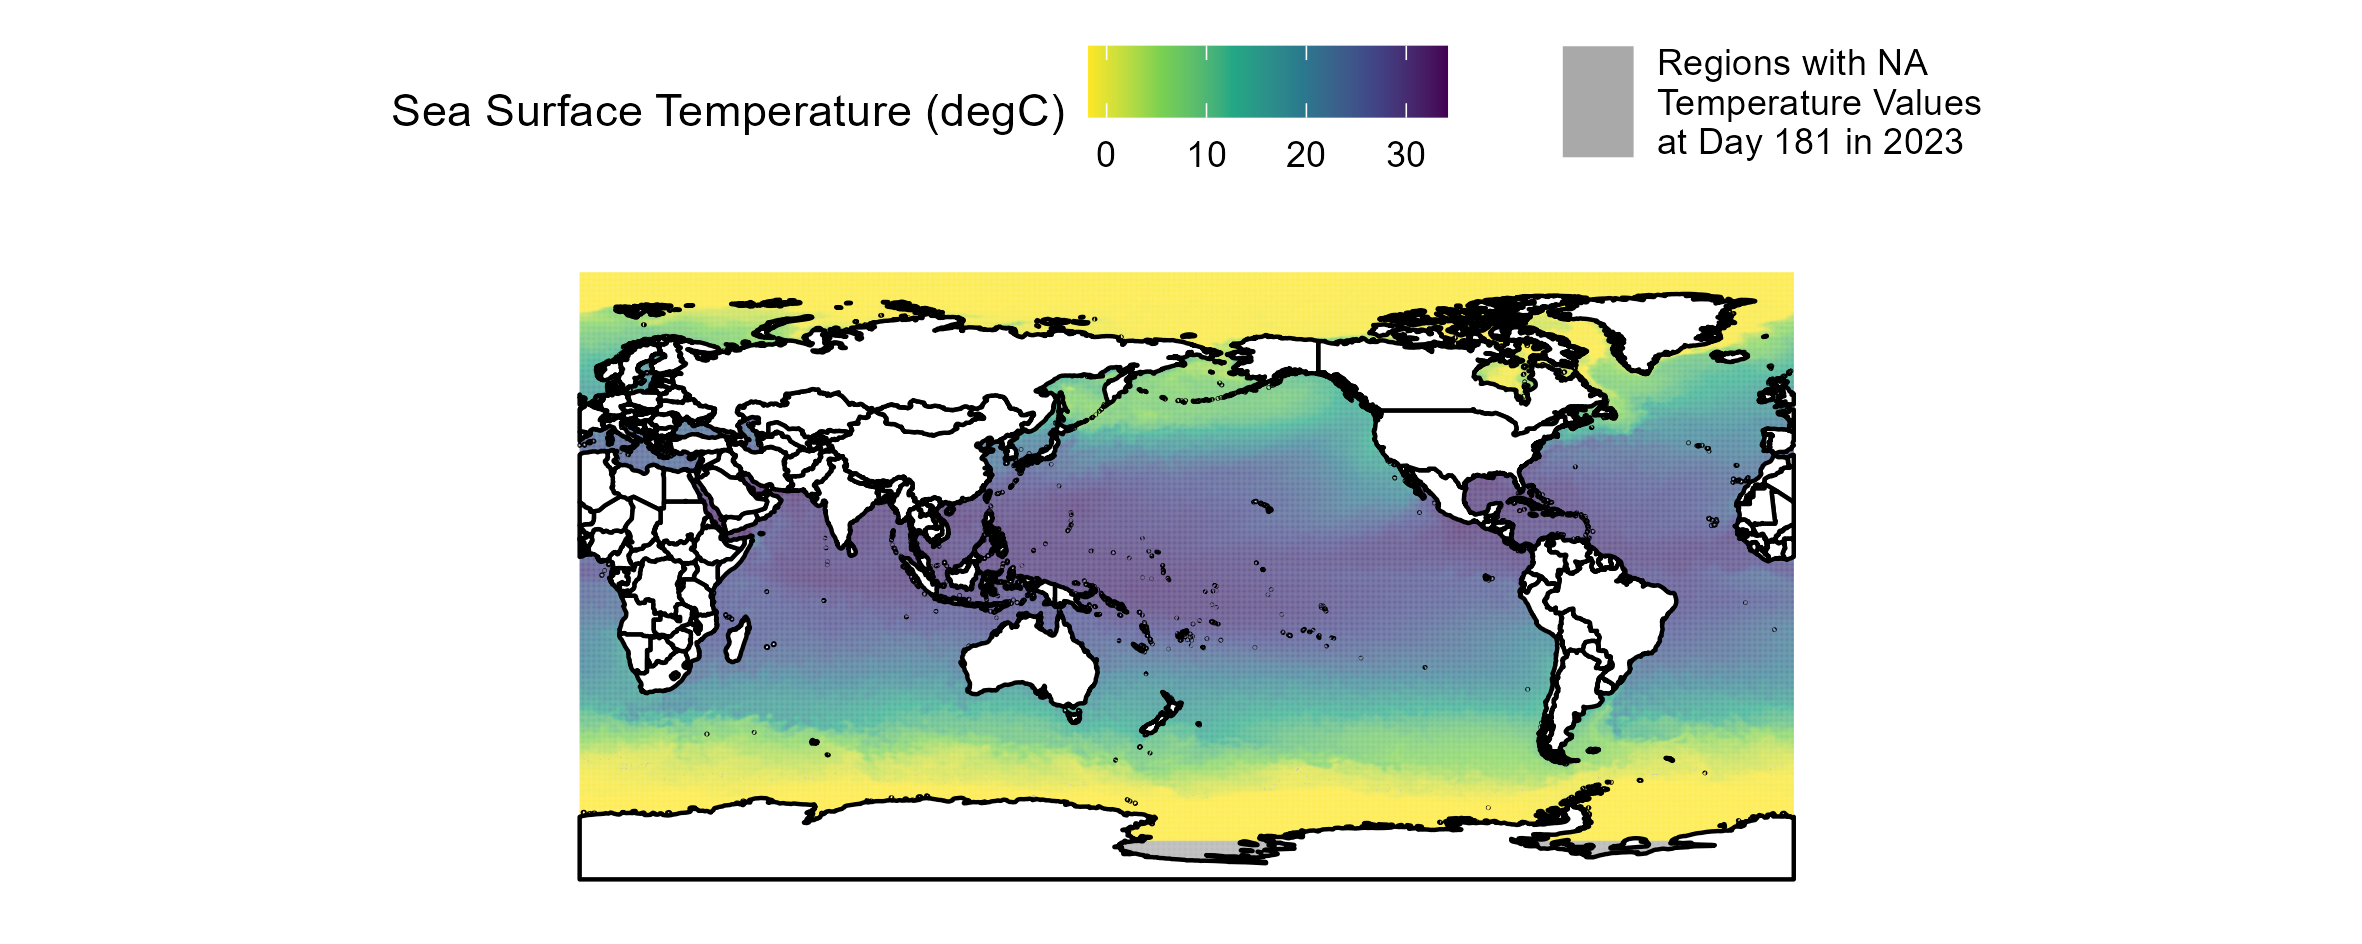 Sea Surface Temperature (degC)
0 10 20 30
Regions with NA
Temperature Values
at Day 181 in 2023